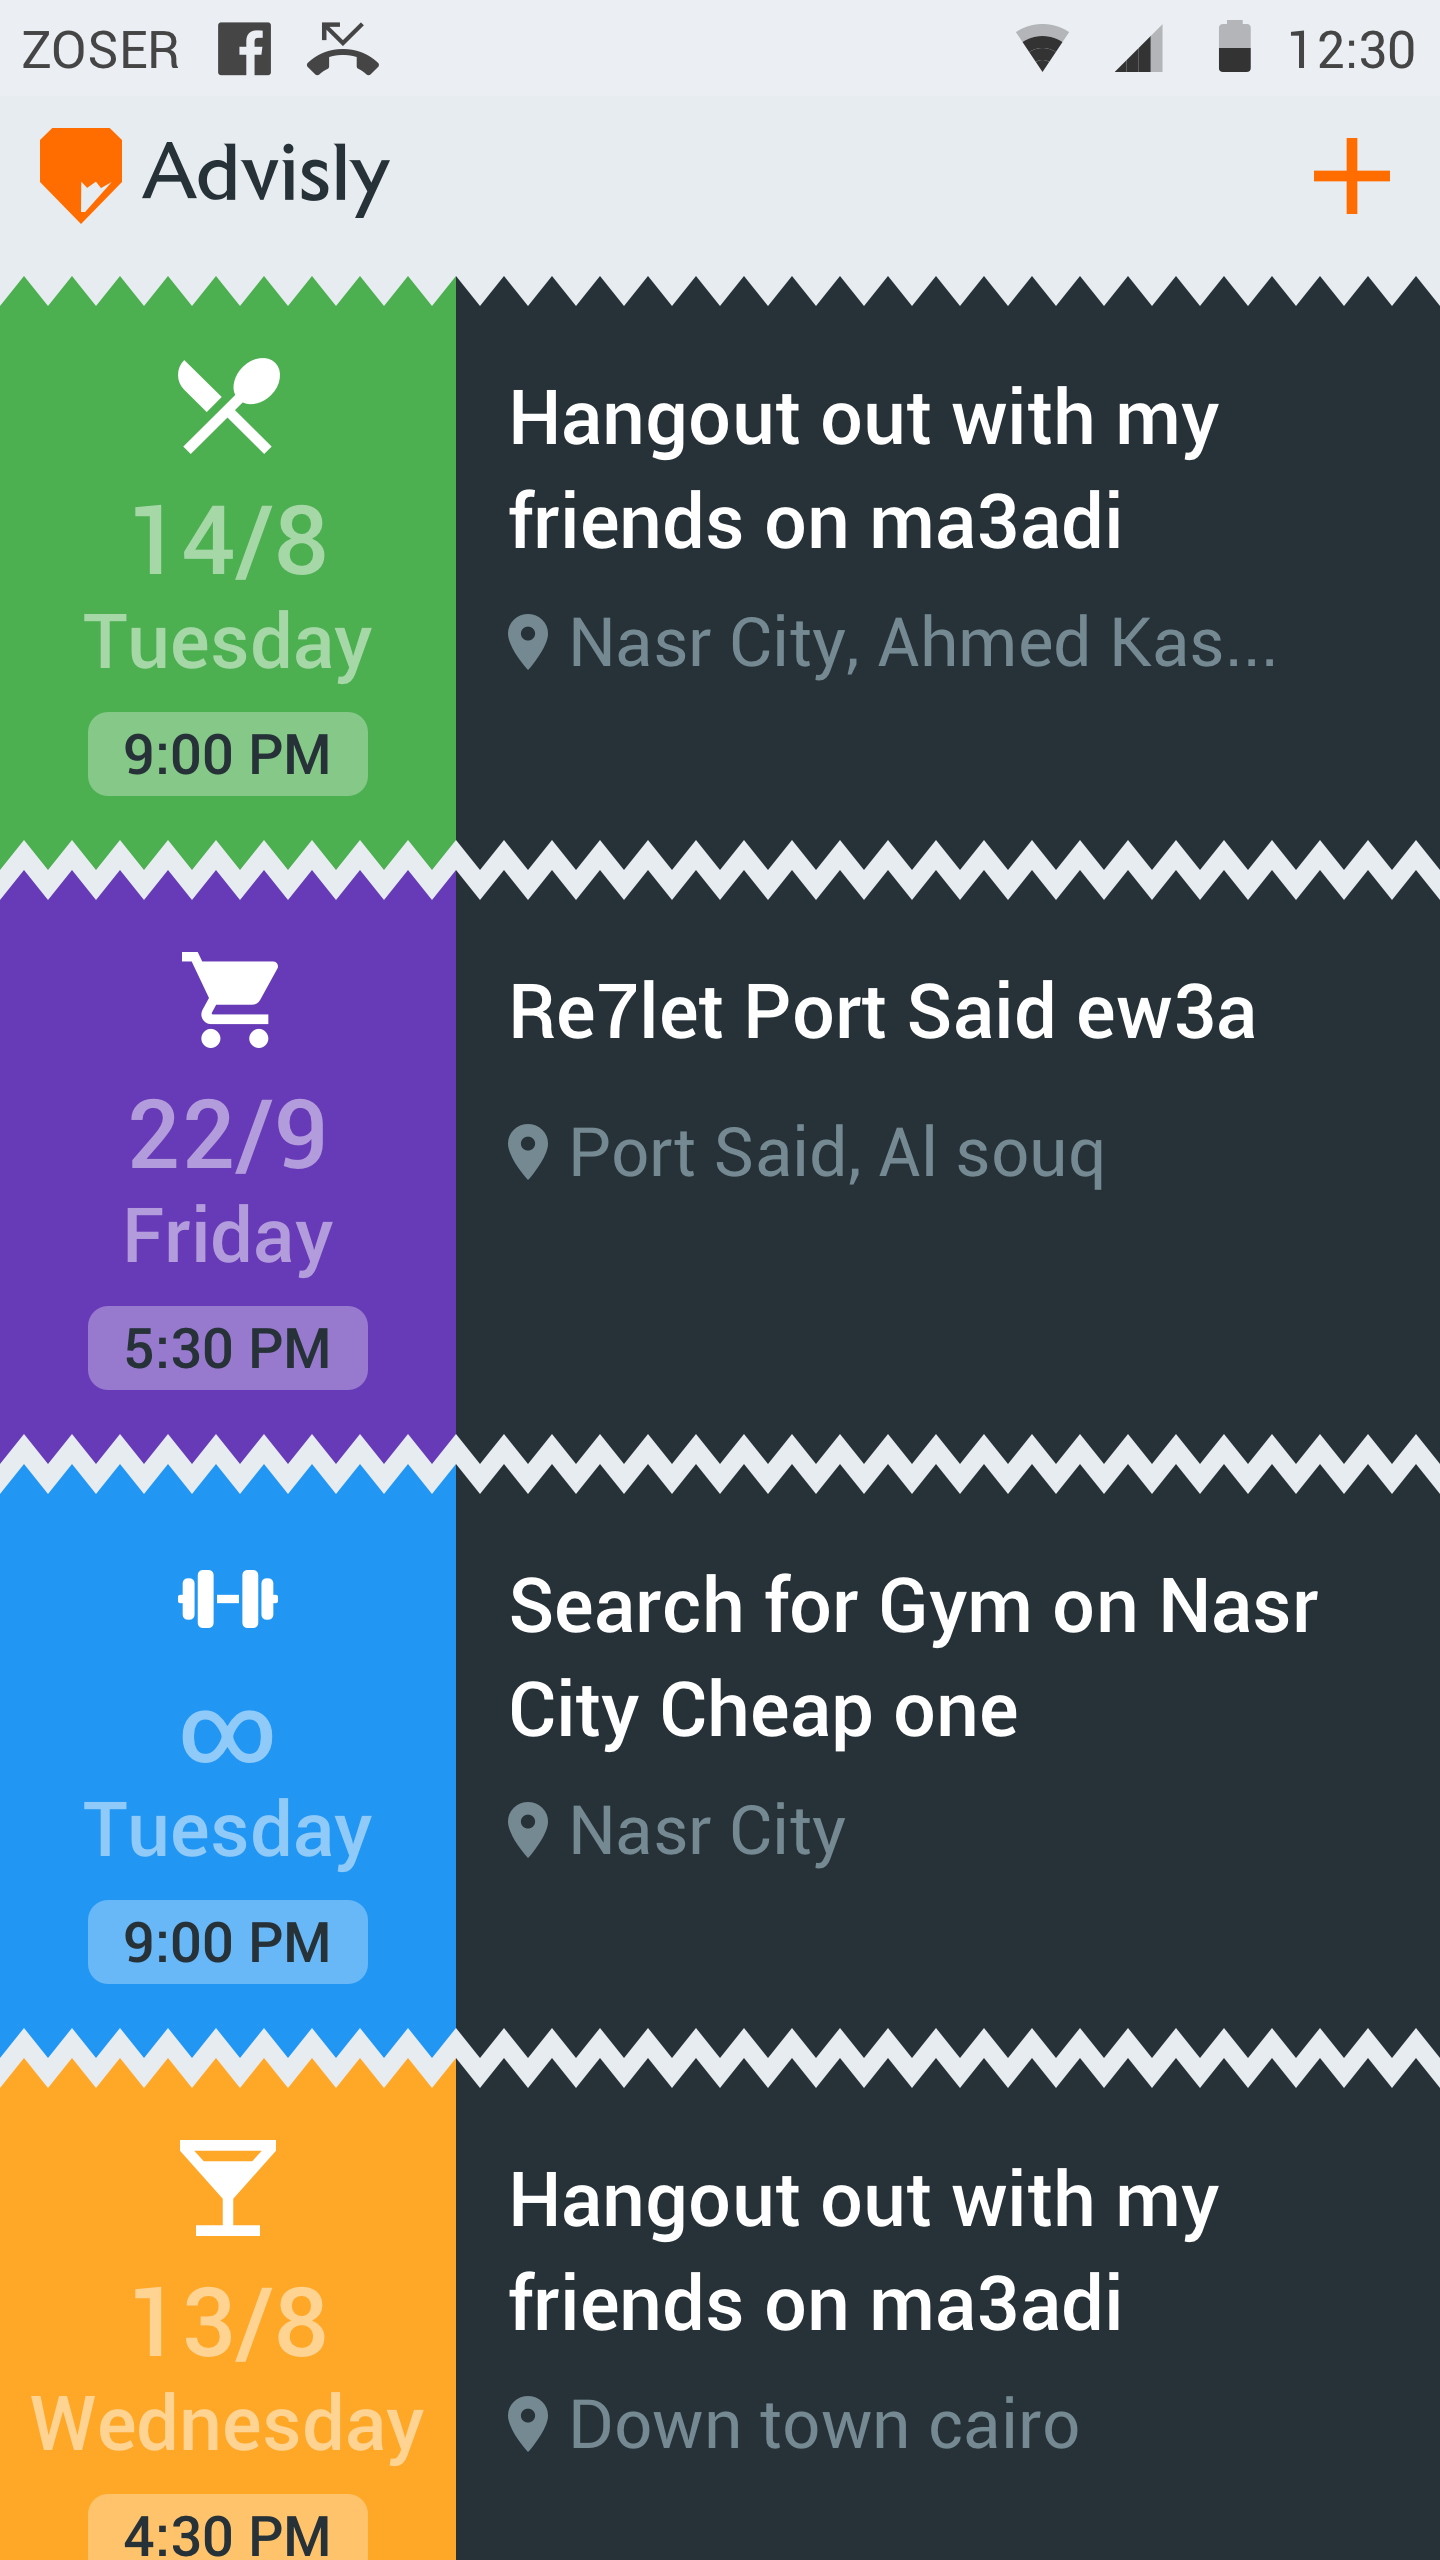 ZOSER
12:30
Advisly
14/8
Tuesday
9:00 PM
Hangout out with my
friends on ma3adi
Nasr City, Ahmed Kas...
22/9
Friday
5:30 PM
Re7let Port Said ew3a
Port Said, Al souq
∞
Tuesday
9:00 PM
Search for Gym on Nasr
City Cheap one
Nasr City
13/8
Wednesday
4:30 PM
Hangout out with my
friends on ma3adi
Down town cairo